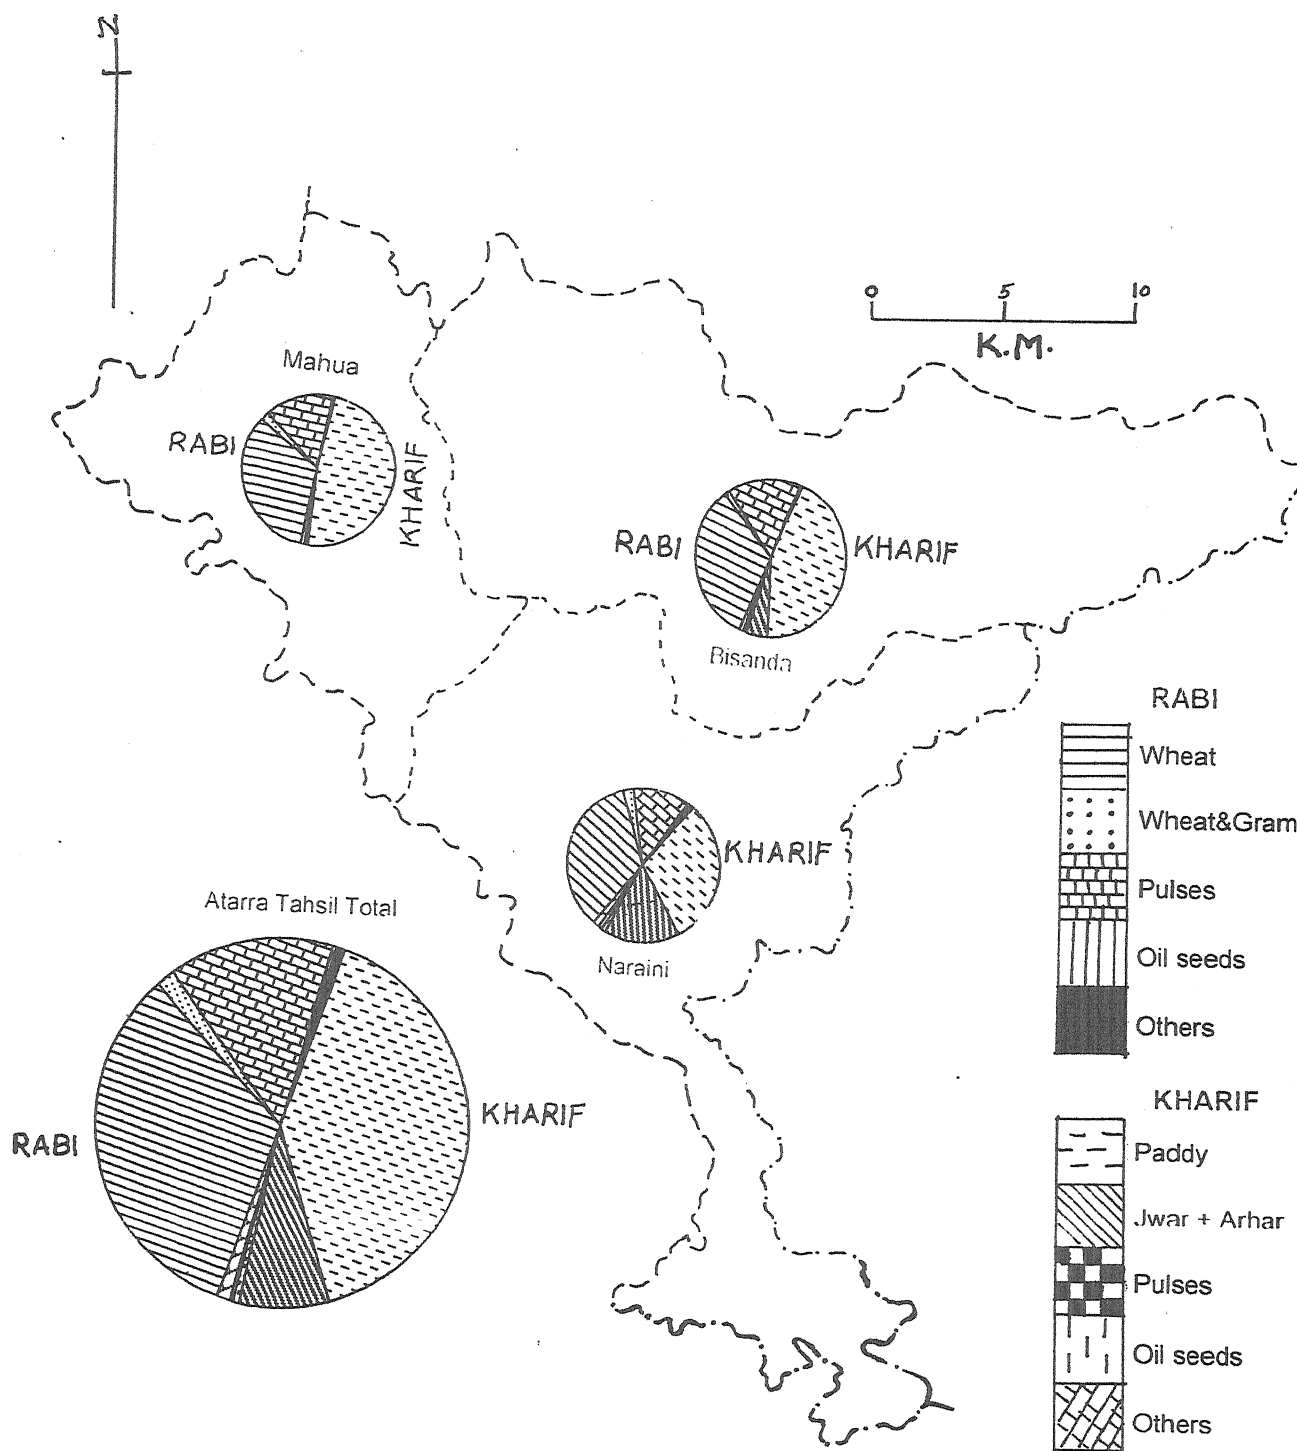 N
0 5 10
K.M.
Mahua
RABI
KHARIF
RABI
KHARIF
Bisanda
KHARIF
Naraini
Atarra Tahsil Total
RABI
KHARIF
RABI
Wheat
Wheat&Gram
Pulses
Oil seeds
Others
KHARIF
Paddy
Jwar + Arhar
Pulses
Oil seeds
Others